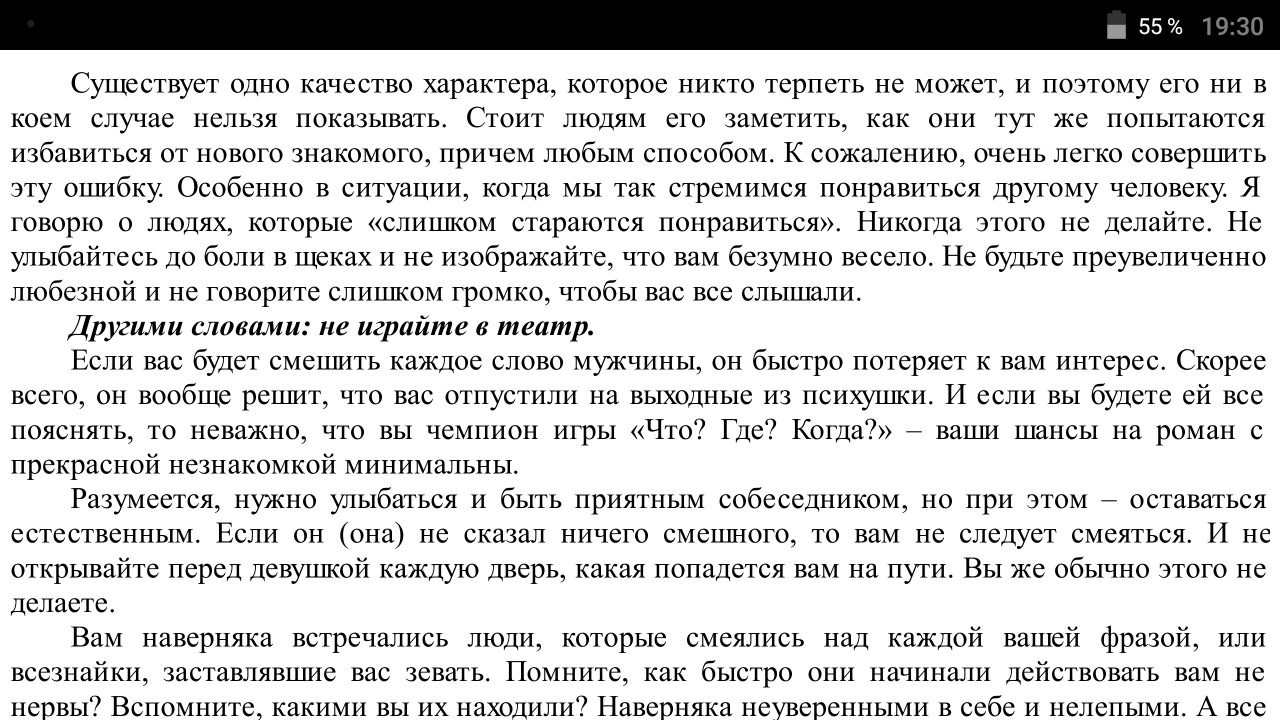 55 % 19:30
Существует одно качество характера, которое никто терпеть не может, и поэтому его ни в
коем случае нельзя показывать. Стоит людям его заметить, как они тут же попытаются
избавиться от нового знакомого, причем любым способом. К сожалению, очень легко совершить
эту ошибку. Особенно в ситуации, когда мы так стремимся понравиться другому человеку. Я
говорю о людях, которые «слишком стараются понравиться». Никогда этого не делайте. Не
улыбайтесь до боли в щеках и не изображайте, что вам безумно весело. Не будьте преувеличенно
любезной и не говорите слишком громко, чтобы вас все слышали.
Другими словами: не играйте в театр.
Если вас будет смешить каждое слово мужчины, он быстро потеряет к вам интерес. Скорее
всего, он вообще решит, что вас отпустили на выходные из психушки. И если вы будете ей все
пояснять, то неважно, что вы чемпион игры «Что? Где? Когда?» – ваши шансы на роман с
прекрасной незнакомкой минимальны.
Разумеется, нужно улыбаться и быть приятным собеседником, но при этом – оставаться
естественным. Если он (она) не сказал ничего смешного, то вам не следует смеяться. И не
открывайте перед девушкой каждую дверь, какая попадется вам на пути. Вы же обычно этого не
делаете.
Вам наверняка встречались люди, которые смеялись над каждой вашей фразой, или
всезнайки, заставлявшие вас зевать. Помните, как быстро они начинали действовать вам не
нервы? Вспомните, какими вы их находили? Наверняка неуверенными в себе и нелепыми. А все